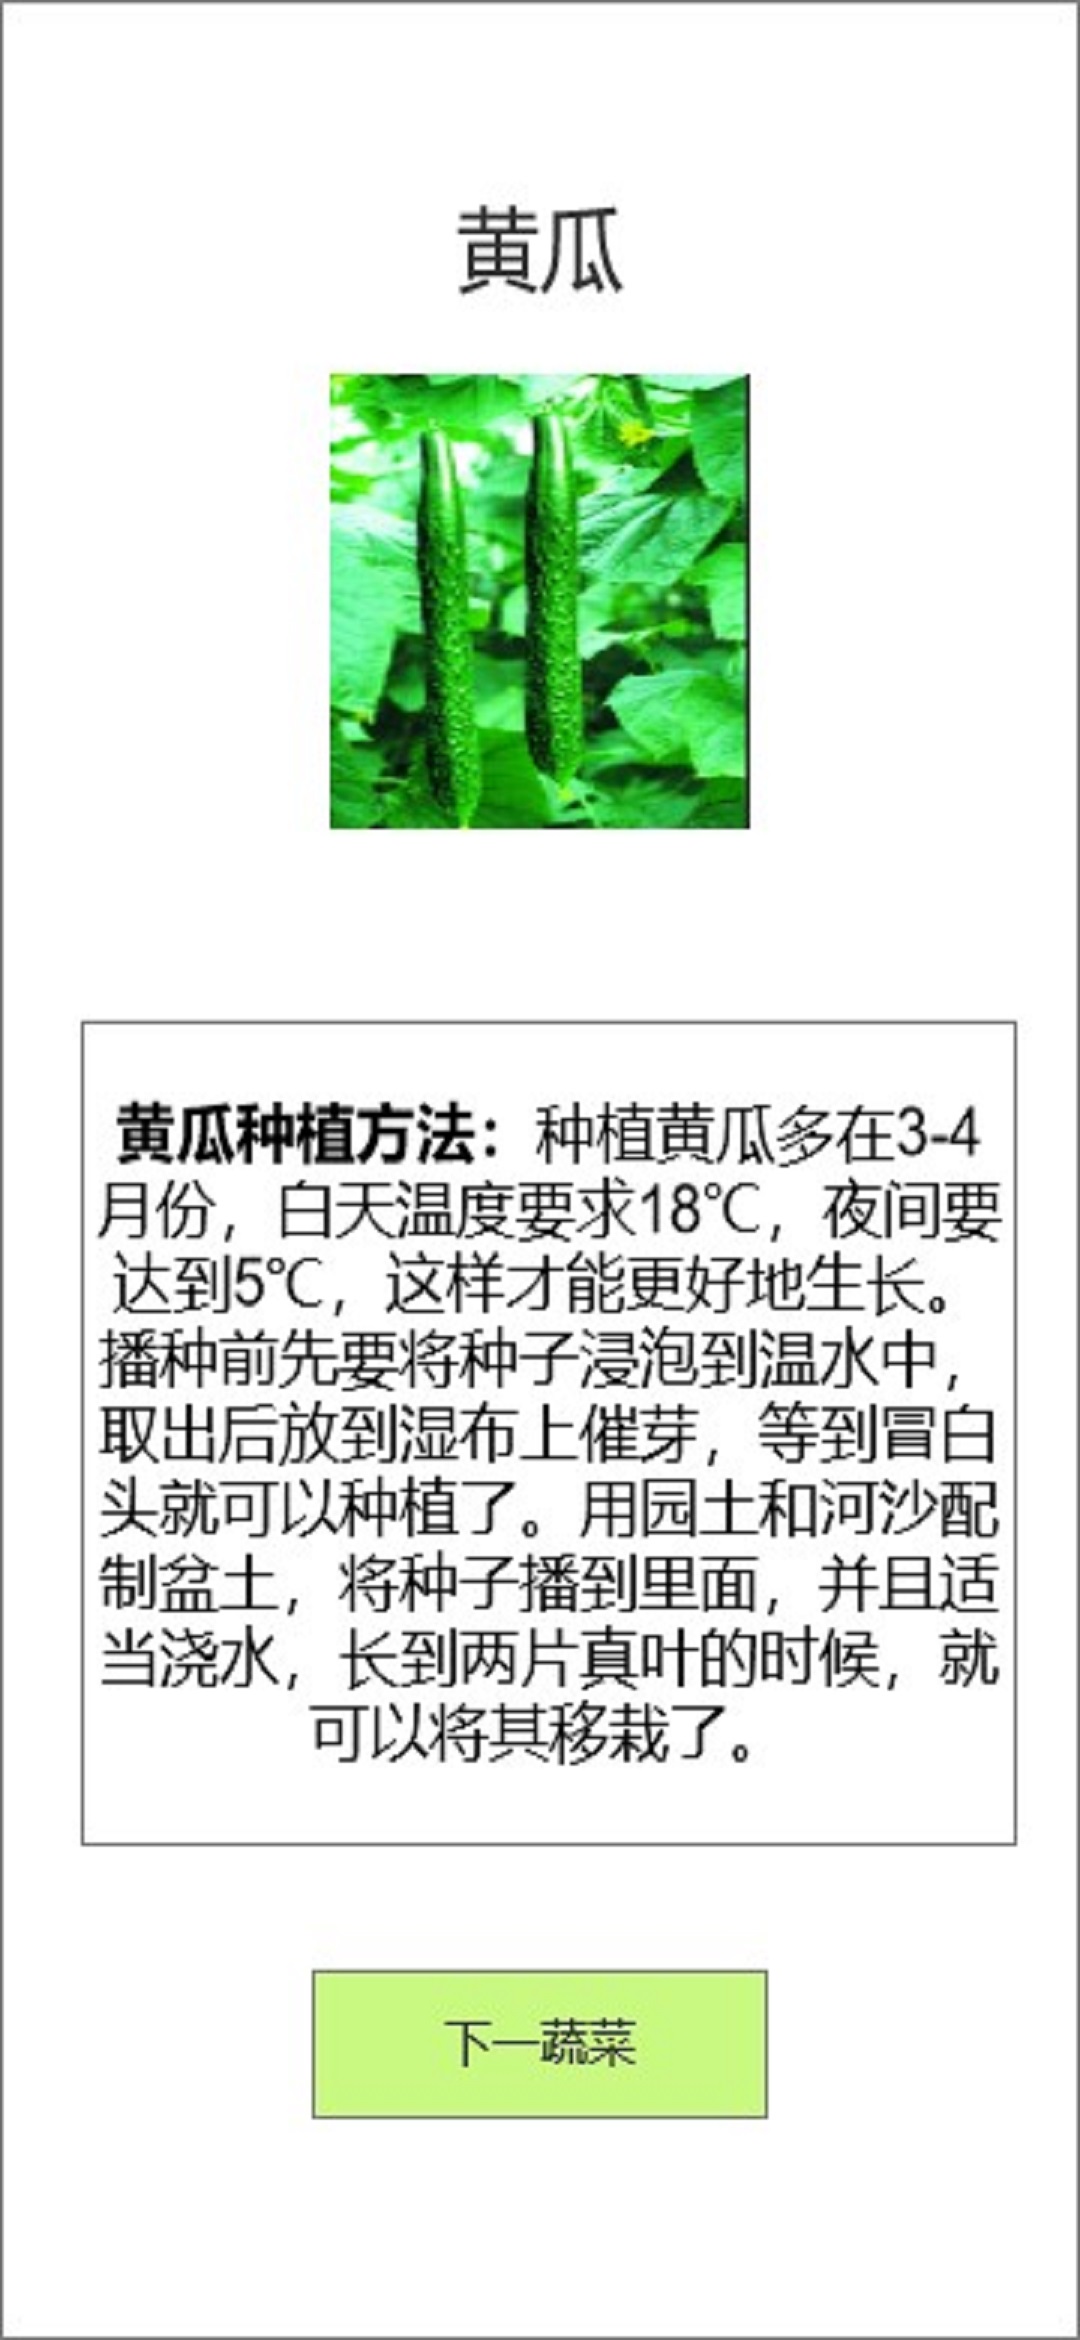 黄瓜
黄瓜种植方法：种植黄瓜多在3-4
月份，白天温度要求18℃，夜间要
达到5℃，这样才能更好地生长。
播种前先要将种子浸泡到温水中，
取出后放到湿布上催芽，等到冒白
头就可以种植了。用园土和河沙配
制盆土，将种子播到里面，并且适
当浇水，长到两片真叶的时候，就
可以将其移栽了。
下一蔬菜